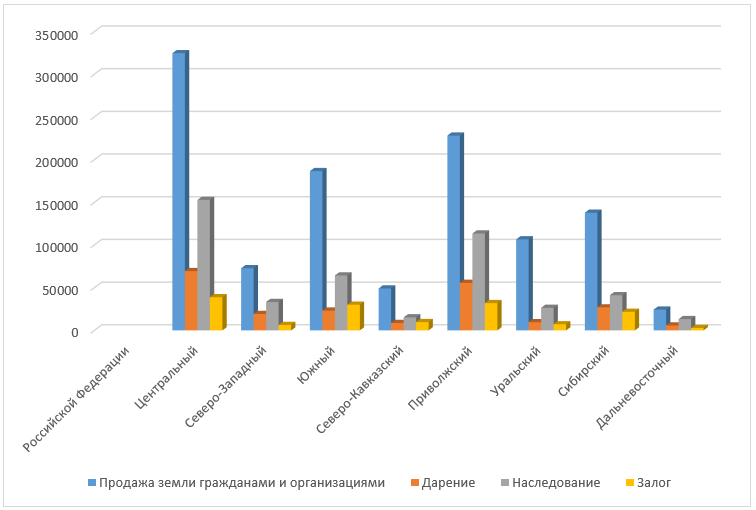 350000
300000
250000
200000
150000
100000
50000
0
Российской Федерации
Центральный
Северо-Западный
Южный
Северо-Кавказский
Приволжский
Уральский
Сибирский
Дальневосточный
Продажа земли гражданами и организациями Дарение Наследование Залог